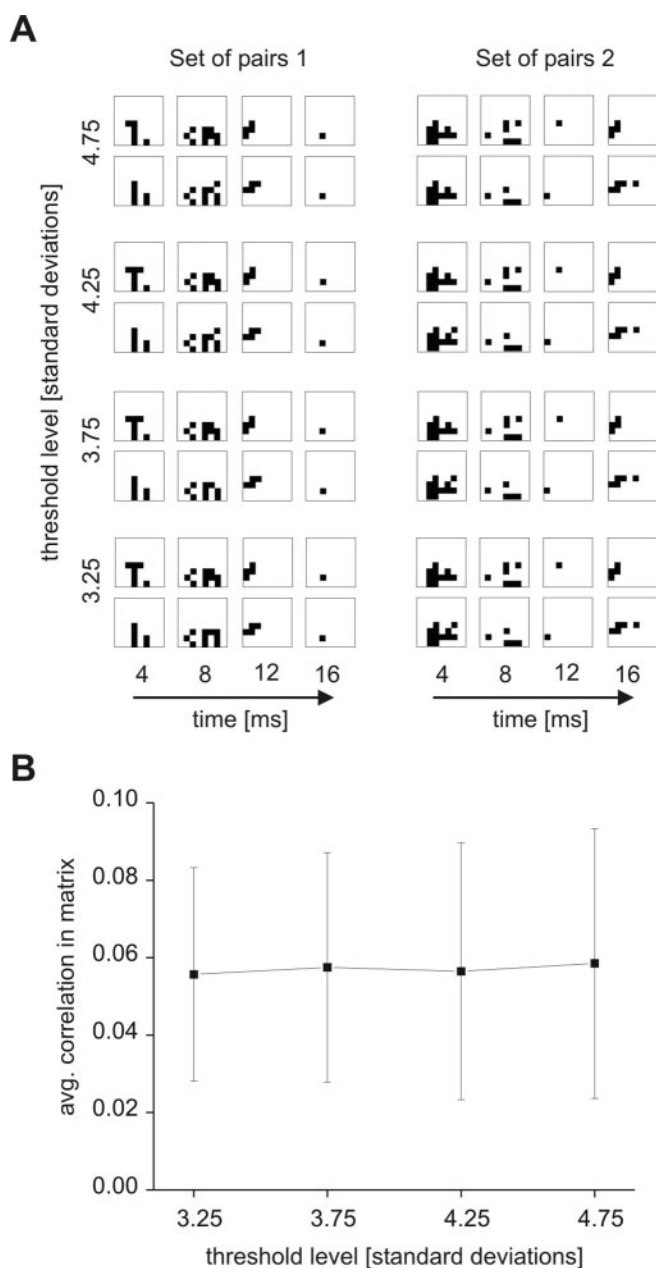 A
Set of pairs 1
Set of pairs 2
threshold level [standard deviations]
4.75
4.25
3.75
3.25
4 8 12 16
4 8 12 16
time [ms]
time [ms]
B
avg. correlation in matrix
0.10
0.08
0.06
0.04
0.02
0.00
3.25 3.75 4.25 4.75
threshold level [standard deviations]